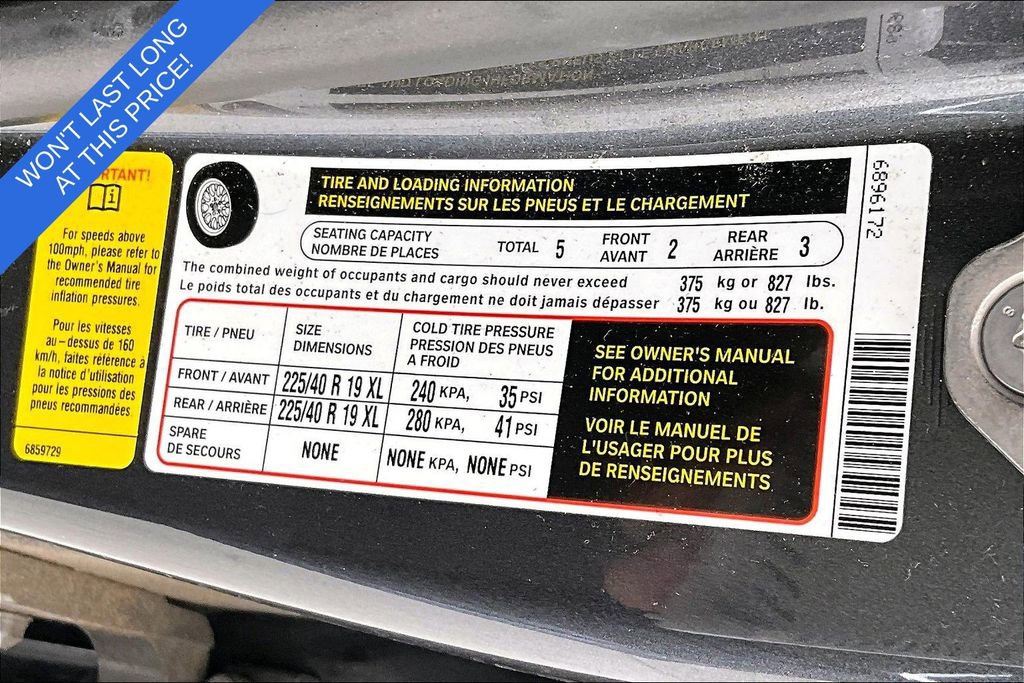 WON'T LAST LONG
AT THIS PRICE!
RTANT!
For speeds above
100mph, please refer to
the Owner's Manual for
recommended tire
inflation pressures.
Pour les vitesses
au-dessus de 160
km/h, faites référence à
la notice d'utilisation
pour les pressions des
pneus recommandées
6859729
TIRE AND LOADING INFORMATION
RENSEIGNEMENTS SUR LES PNEUS ET LE CHARGEMENT
SEATING CAPACITY
NOMBRE DE PLACES
TOTAL 5
FRONT
AVANT 2
REAR
ARRIÈRE 3
The combined weight of occupants and cargo should never exceed 375 kg or 827 lbs.
Le poids total des occupants et du chargement ne doit jamais dépasser 375 kg ou 827 lb.
TIRE / PNEU
SIZE
DIMENSIONS
COLD TIRE PRESSURE
PRESSION DES PNEUS
A FROID
FRONT / AVANT 225/40 R 19 XL 240 KPA, 35 PSI
REAR / ARRIÈRE 225/40 R 19 XL 280 KPA, 41 PSI
SPARE
DE SECOURS
NONE
NONE KPA, NONE PSI
SEE OWNER'S MANUAL
FOR ADDITIONAL
INFORMATION
VOIR LE MANUEL DE
L'USAGER POUR PLUS
DE RENSEIGNEMENTS
6896172